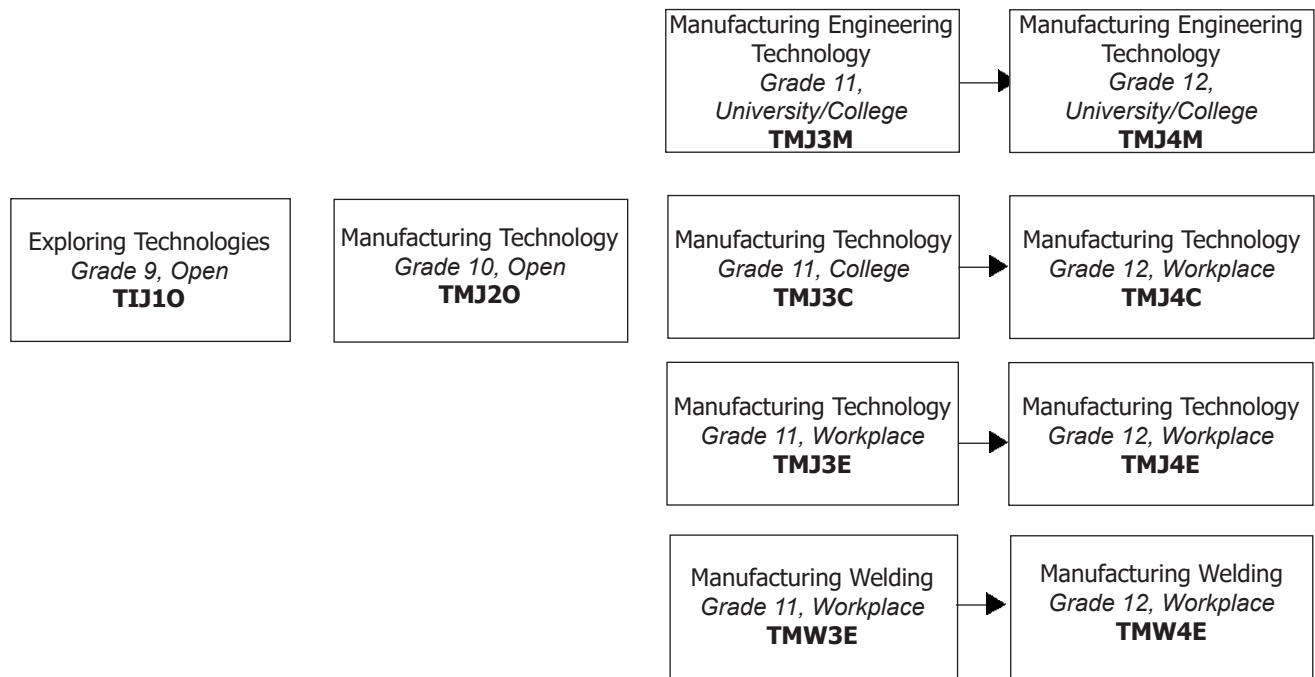 Manufacturing Engineering
Technology
Grade 11,
University/College
TMJ3M
Manufacturing Engineering
Technology
Grade 12,
University/College
TMJ4M
Exploring Technologies
Grade 9, Open
TIJ1O
Manufacturing Technology
Grade 10, Open
TMJ2O
Manufacturing Technology
Grade 11, College
TMJ3C
Manufacturing Technology
Grade 12, Workplace
TMJ4C
Manufacturing Technology
Grade 11, Workplace
TMJ3E
Manufacturing Technology
Grade 12, Workplace
TMJ4E
Manufacturing Welding
Grade 11, Workplace
TMW3E
Manufacturing Welding
Grade 12, Workplace
TMW4E